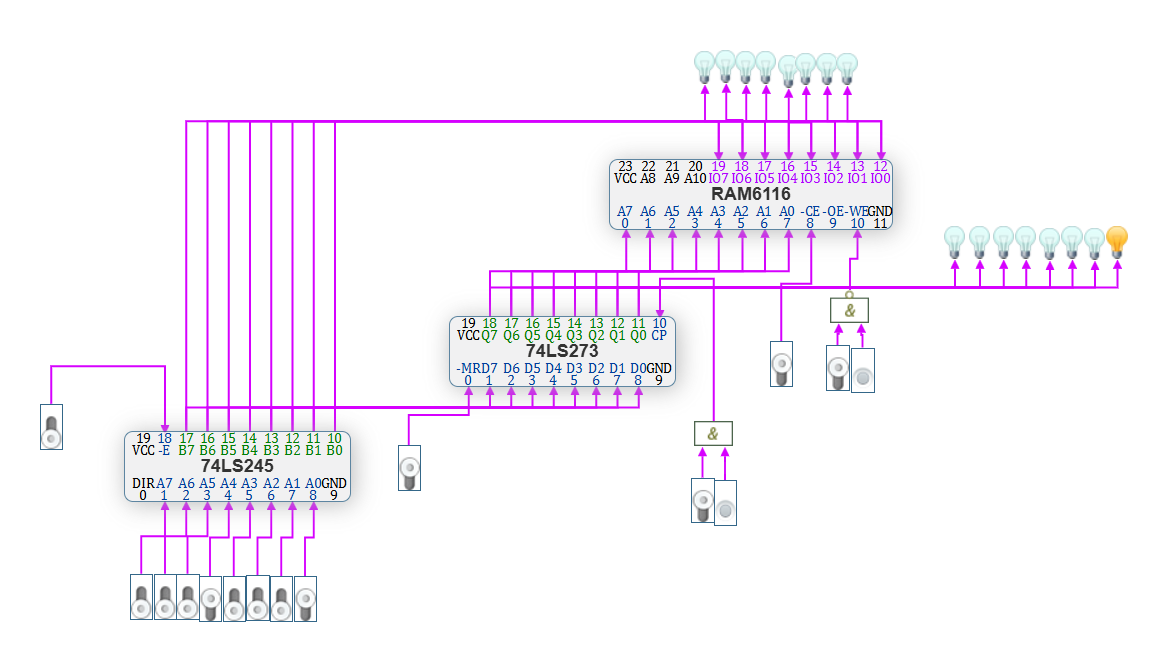 23 22 21 20 19 18 17 16 15 14 13 12
VCC A8 A9 A10 IO7 IO6 IO5 IO4 IO3 IO2 IO1 IO0
RAM6116
A7 A6 A5 A4 A3 A2 A1 A0 -CE -OE -WE GND
0 1 2 3 4 5 6 7 8 9 10 11
&
19 18 17 16 15 14 13 12 11 10
VCC Q7 Q6 Q5 Q4 Q3 Q2 Q1 Q0 CP
74LS273
-MR D7 D6 D5 D4 D3 D2 D1 D0 GND
0 1 2 3 4 5 6 7 8 9
&
19 18 17 16 15 14 13 12 11 10
VCC -E B7 B6 B5 B4 B3 B2 B1 B0
74LS245
DIR A7 A6 A5 A4 A3 A2 A1 A0 GND
0 1 2 3 4 5 6 7 8 9